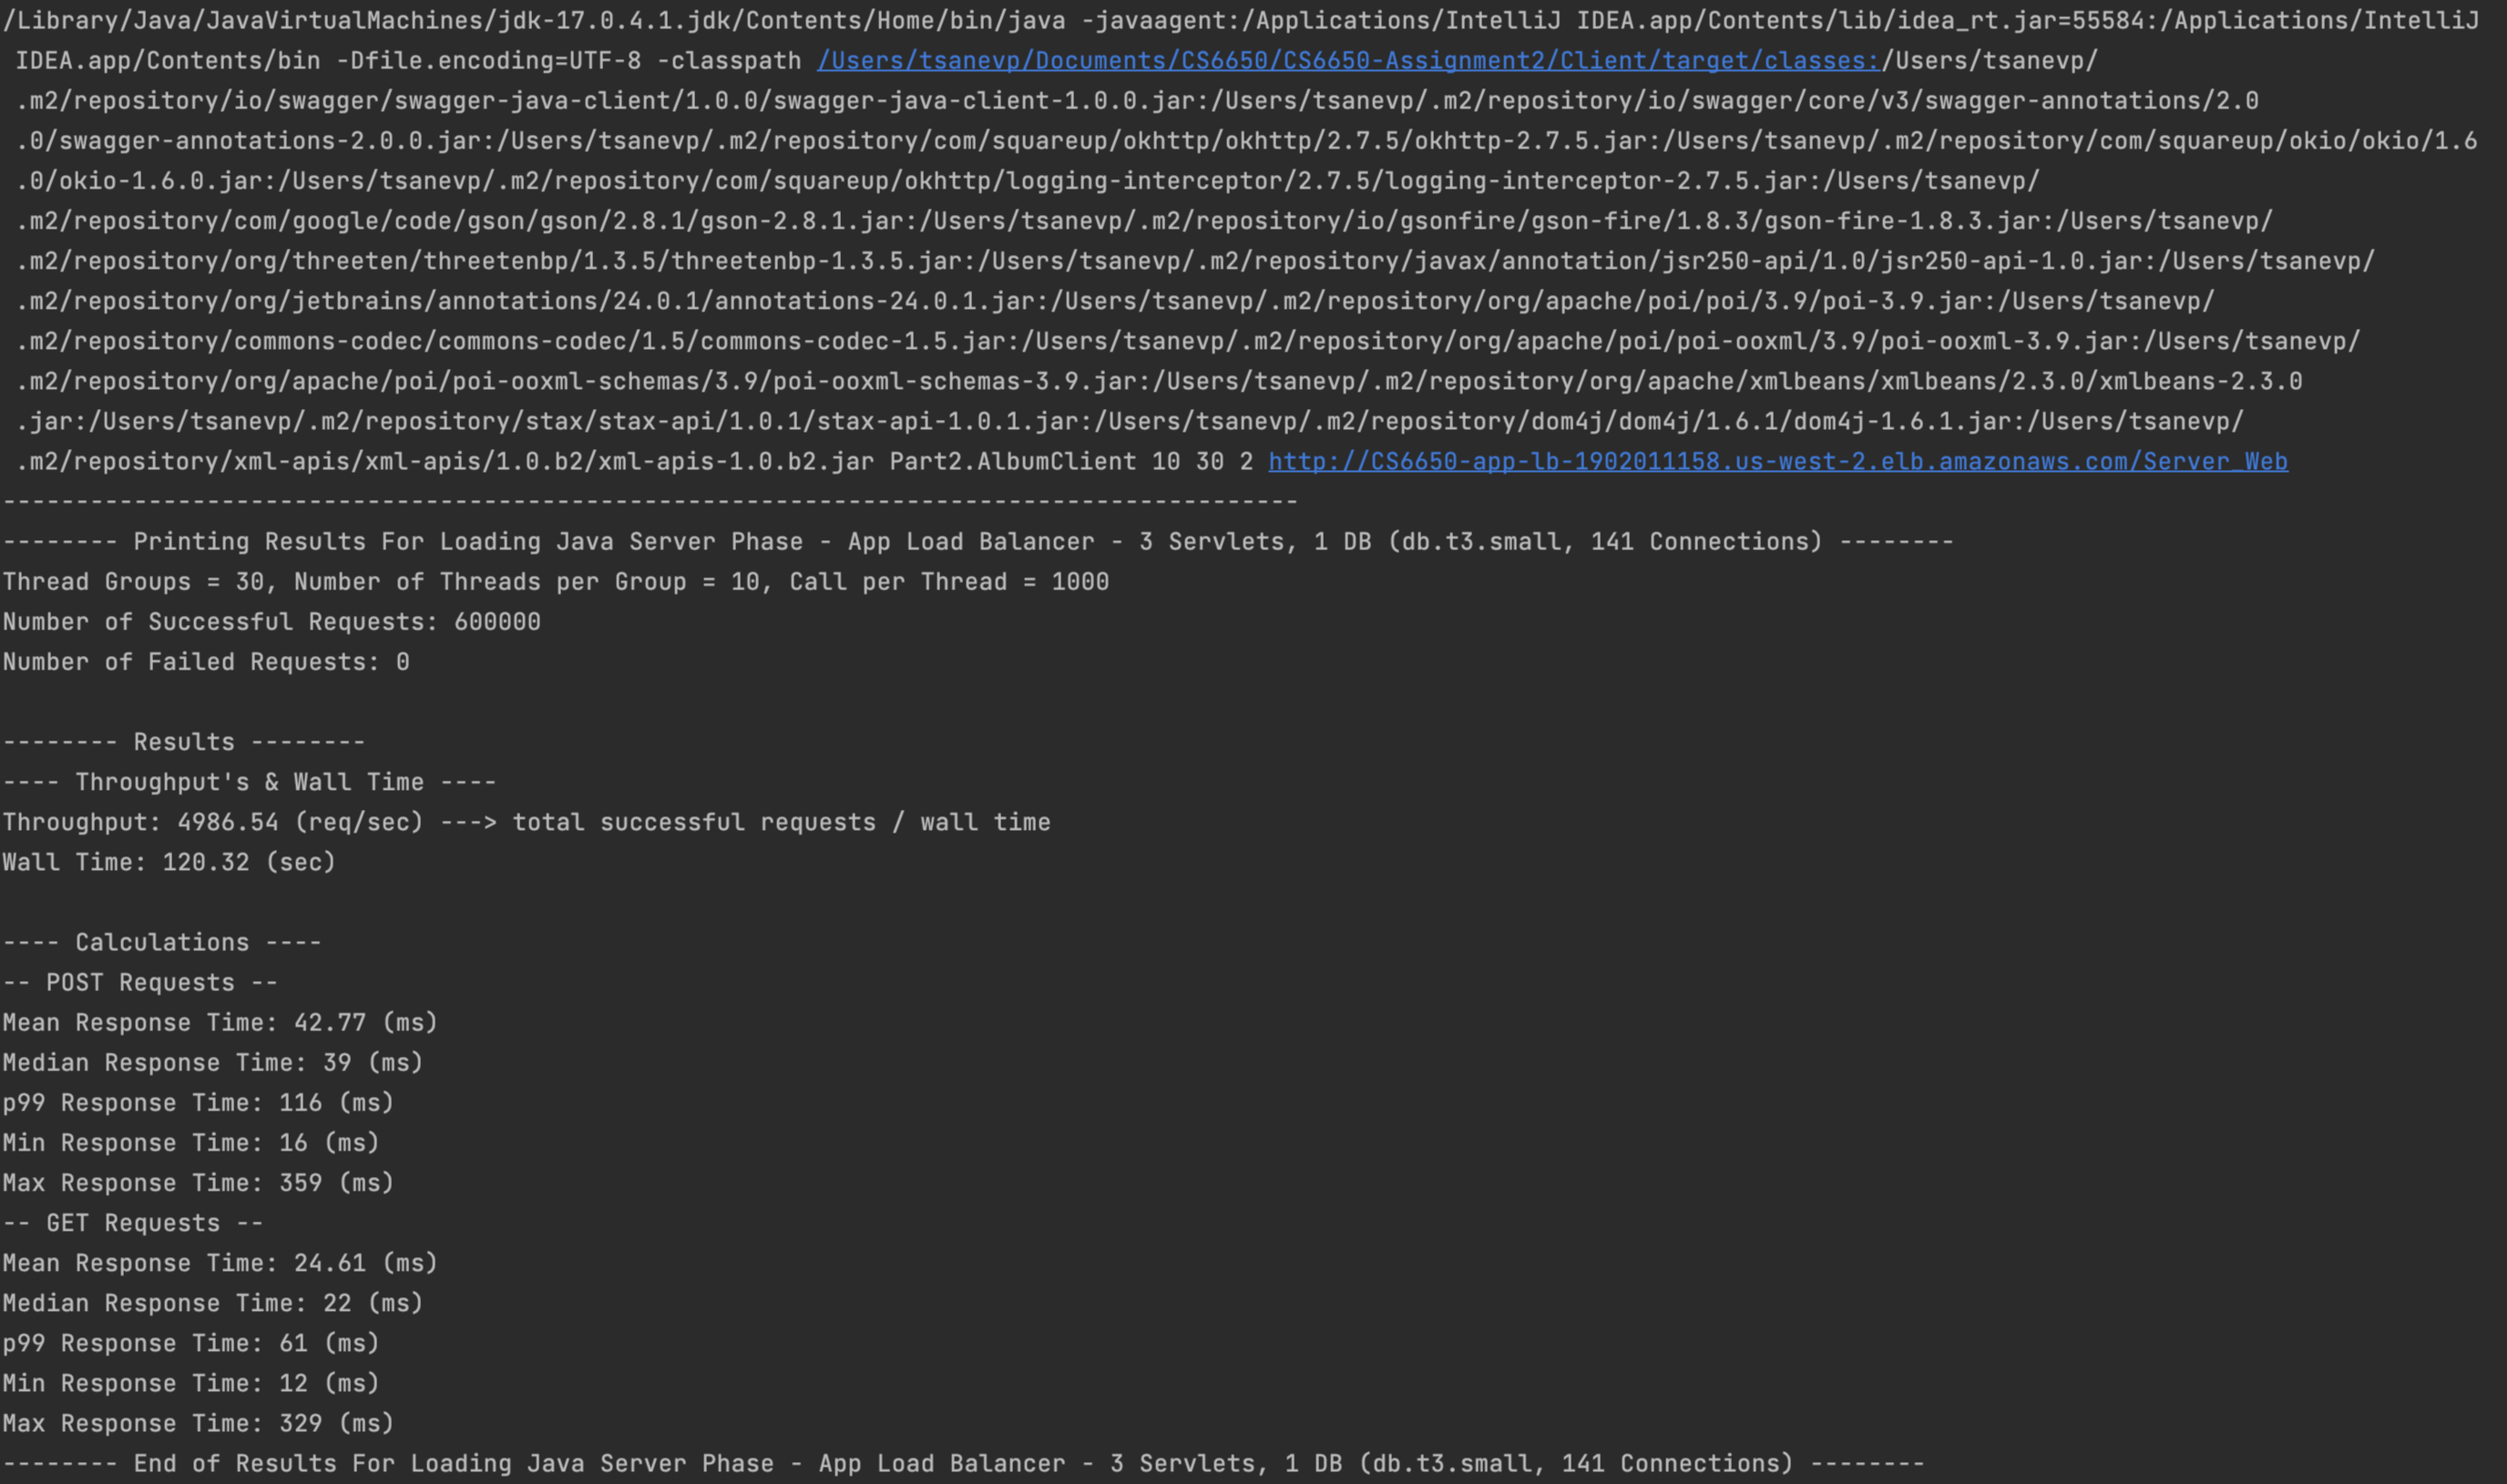 /Library/Java/JavaVirtualMachines/jdk-17.0.4.1.jdk/Contents/Home/bin/java -javaagent:/Applications/IntelliJ IDEA.app/Contents/lib/idea_rt.jar=55584:/Applications/IntelliJ
IDEA.app/Contents/bin -Dfile.encoding=UTF-8 -classpath /Users/tsanevp/Documents/CS6650/CS6650-Assignment2/Client/target/classes:/Users/tsanevp/
.m2/repository/io/swagger/swagger-java-client/1.0.0/swagger-java-client-1.0.0.jar:/Users/tsanevp/.m2/repository/io/swagger/core/v3/swagger-annotations/2.0
.0/swagger-annotations-2.0.0.jar:/Users/tsanevp/.m2/repository/com/squareup/okhttp/okhttp/2.7.5/okhttp-2.7.5.jar:/Users/tsanevp/.m2/repository/com/squareup/okio/okio/1.6
.0/okio-1.6.0.jar:/Users/tsanevp/.m2/repository/com/squareup/okhttp/logging-interceptor/2.7.5/logging-interceptor-2.7.5.jar:/Users/tsanevp/
.m2/repository/com/google/code/gson/gson/2.8.1/gson-2.8.1.jar:/Users/tsanevp/.m2/repository/io/gsonfire/gson-fire/1.8.3/gson-fire-1.8.3.jar:/Users/tsanevp/
.m2/repository/org/threeten/threetenbp/1.3.5/threetenbp-1.3.5.jar:/Users/tsanevp/.m2/repository/javax/annotation/jsr250-api/1.0/jsr250-api-1.0.jar:/Users/tsanevp/
.m2/repository/org/jetbrains/annotations/24.0.1/annotations-24.0.1.jar:/Users/tsanevp/.m2/repository/org/apache/poi/poi/3.9/poi-3.9.jar:/Users/tsanevp/
.m2/repository/commons-codec/commons-codec/1.5/commons-codec-1.5.jar:/Users/tsanevp/.m2/repository/org/apache/poi/poi-ooxml/3.9/poi-ooxml-3.9.jar:/Users/tsanevp/
.m2/repository/org/apache/poi/poi-ooxml-schemas/3.9/poi-ooxml-schemas-3.9.jar:/Users/tsanevp/.m2/repository/org/apache/xmlbeans/xmlbeans/2.3.0/xmlbeans-2.3.0
.jar:/Users/tsanevp/.m2/repository/stax/stax-api/1.0.1/stax-api-1.0.1.jar:/Users/tsanevp/.m2/repository/dom4j/dom4j/1.6.1/dom4j-1.6.1.jar:/Users/tsanevp/
.m2/repository/xml-apis/xml-apis/1.0.b2/xml-apis-1.0.b2.jar Part2.AlbumClient 10 30 2 http://CS6650-app-lb-1902011158.us-west-2.elb.amazonaws.com/Server_Web
-----------------------------------------------------------------------------------------
-------- Printing Results For Loading Java Server Phase - App Load Balancer - 3 Servlets, 1 DB (db.t3.small, 141 Connections) --------
Thread Groups = 30, Number of Threads per Group = 10, Call per Thread = 1000
Number of Successful Requests: 600000
Number of Failed Requests: 0
-------- Results --------
---- Throughput's & Wall Time ----
Throughput: 4986.54 (req/sec) ---> total successful requests / wall time
Wall Time: 120.32 (sec)
---- Calculations ----
-- POST Requests --
Mean Response Time: 42.77 (ms)
Median Response Time: 39 (ms)
p99 Response Time: 116 (ms)
Min Response Time: 16 (ms)
Max Response Time: 359 (ms)
-- GET Requests --
Mean Response Time: 24.61 (ms)
Median Response Time: 22 (ms)
p99 Response Time: 61 (ms)
Min Response Time: 12 (ms)
Max Response Time: 329 (ms)
-------- End of Results For Loading Java Server Phase - App Load Balancer - 3 Servlets, 1 DB (db.t3.small, 141 Connections) --------